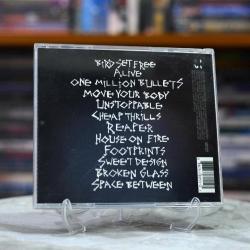 BIRD SET FREE
ALIVE
ONE MILLION BULLETS
MOVE YOUR BODY
UNSTOPPABLE
CHEAP THRILLS
REAPER
HOUSE ON FIRE
FOOTPRINTS
SWEET DESIGN
BROKEN GLASS
SPACE BETWEEN